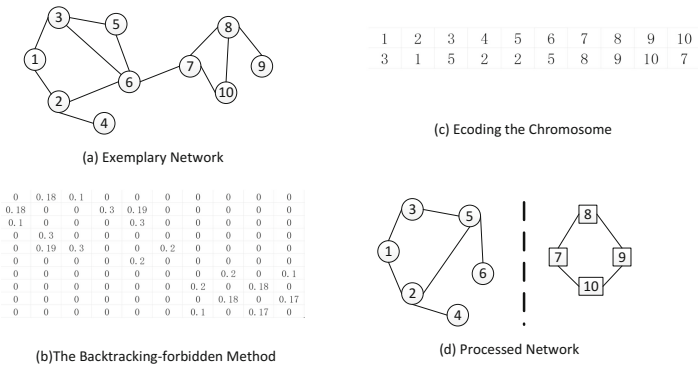 3
5
8
1
6
7
9
2
10
4
(a) Exemplary Network
1 2 3 4 5 6 7 8 9 10
3 1 5 2 2 5 8 9 10 7
(c) Ecoding the Chromosome
0 0.18 0.1 0 0 0 0 0 0 0
0.18 0 0 0.3 0.19 0 0 0 0 0
0.1 0 0 0 0.3 0 0 0 0 0
0 0.3 0 0 0 0 0 0 0 0
0 0.19 0.3 0 0 0.2 0 0 0 0
0 0 0 0 0.2 0 0 0 0 0
0 0 0 0 0 0 0 0.2 0 0.1
0 0 0 0 0 0 0.2 0 0.18 0
0 0 0 0 0 0 0 0.18 0 0.17
0 0 0 0 0 0 0.1 0 0.17 0
(b)The Backtracking-forbidden Method
3
5
8
1
7
9
6
2
10
4
(d) Processed Network